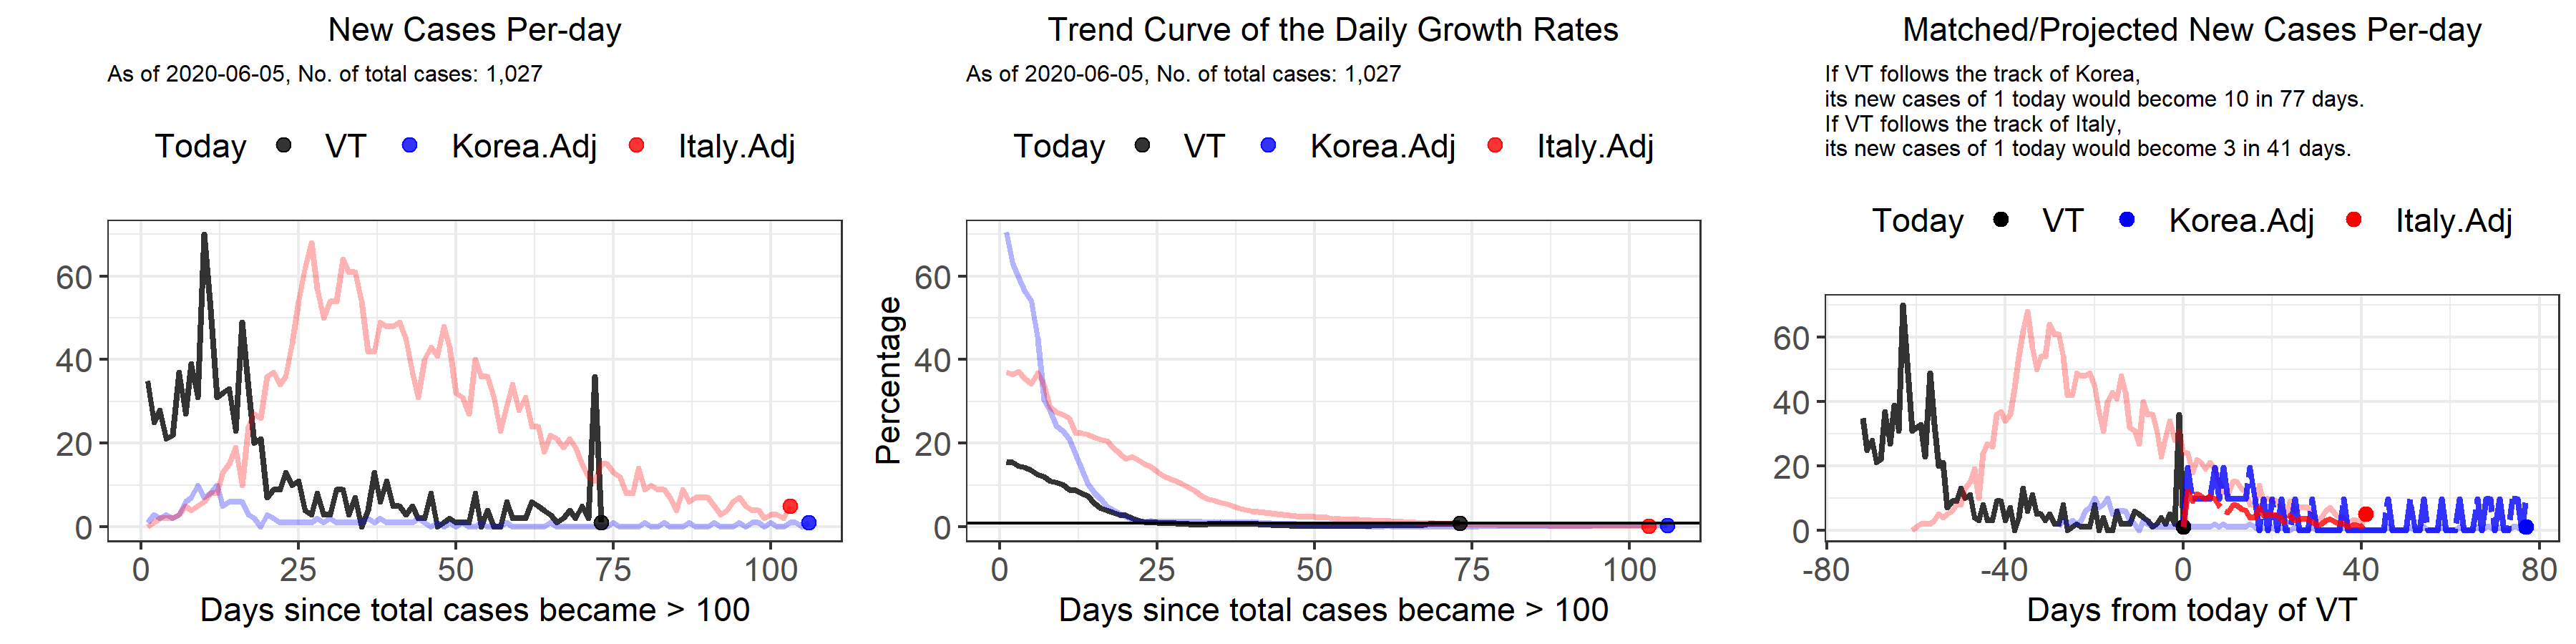 New Cases Per-day
As of 2020-06-05, No. of total cases: 1,027
Today VT Korea.Adj Italy.Adj
60
40
20
0
0 25 50 75 100
Days since total cases became > 100
Trend Curve of the Daily Growth Rates
As of 2020-06-05, No. of total cases: 1,027
Today VT Korea.Adj Italy.Adj
Percentage
60
40
20
0
0 25 50 75 100
Days since total cases became > 100
Matched/Projected New Cases Per-day
If VT follows the track of Korea,
its new cases of 1 today would become 10 in 77 days.
If VT follows the track of Italy,
its new cases of 1 today would become 3 in 41 days.
Today VT Korea.Adj Italy.Adj
60
40
20
0
-80 -40 0 40 80
Days from today of VT